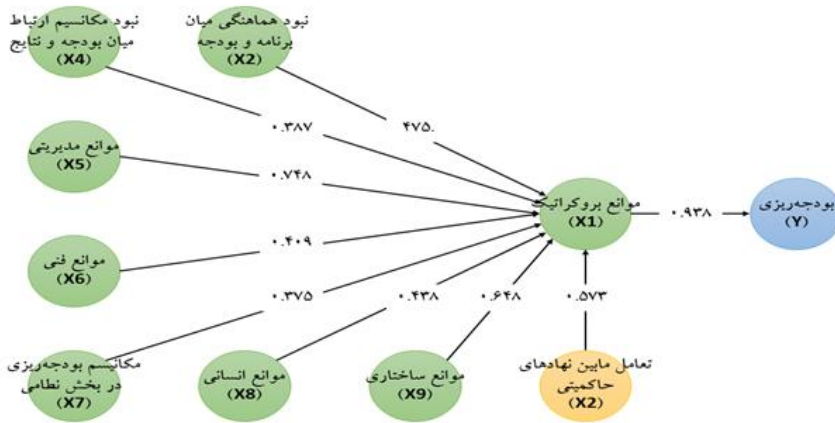 نبود مکانسیم ارتباط
میان بودجه و نتایج
(X4)
نبود هماهنگی میان
برنامه و بودجه
(X2)
۰.۳۸۷
۴۷۵.
موانع مدیریتی
(X5)
۰.۷۴۸
موانع بروکراتیک
(X1)
۰.۹۳۸
بودجه‌ریزی
(Y)
موانع فنی
(X6)
۰.۴۰۹
۰.۳۷۵
۰.۴۳۸
۰.۶۴۸
۰.۵۷۳
مکانیسم بودجه‌ریزی
در بخش نظامی
(X7)
موانع انسانی
(X8)
موانع ساختاری
(X9)
تعامل مابین نهادهای
حاکمیتی
(X2)